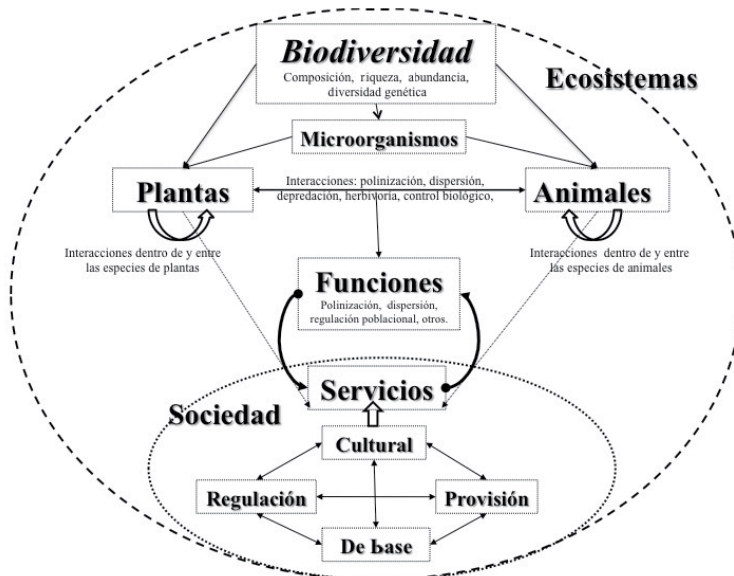 Biodiversidad
Composición, riqueza, abundancia,
diversidad genética
Ecosistemas
Microorganismos
Plantas
Interacciones: polinización, dispersión,
depredación, herbivoría, control biológico,
Animales
Interacciones dentro de y entre
las especies de plantas
Interacciones dentro de y entre
las especies de animales
Funciones
Polinización, dispersión,
regulación poblacional, otros.
Servicios
Sociedad
Cultural
Regulación
Provisión
De base